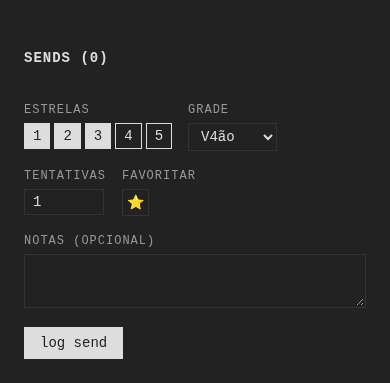 SENDS (0)
ESTRELAS GRADE
1 2 3 4 5 V4ão
TENTATIVAS FAVORITAR
1 ⭐
NOTAS (OPCIONAL)
log send